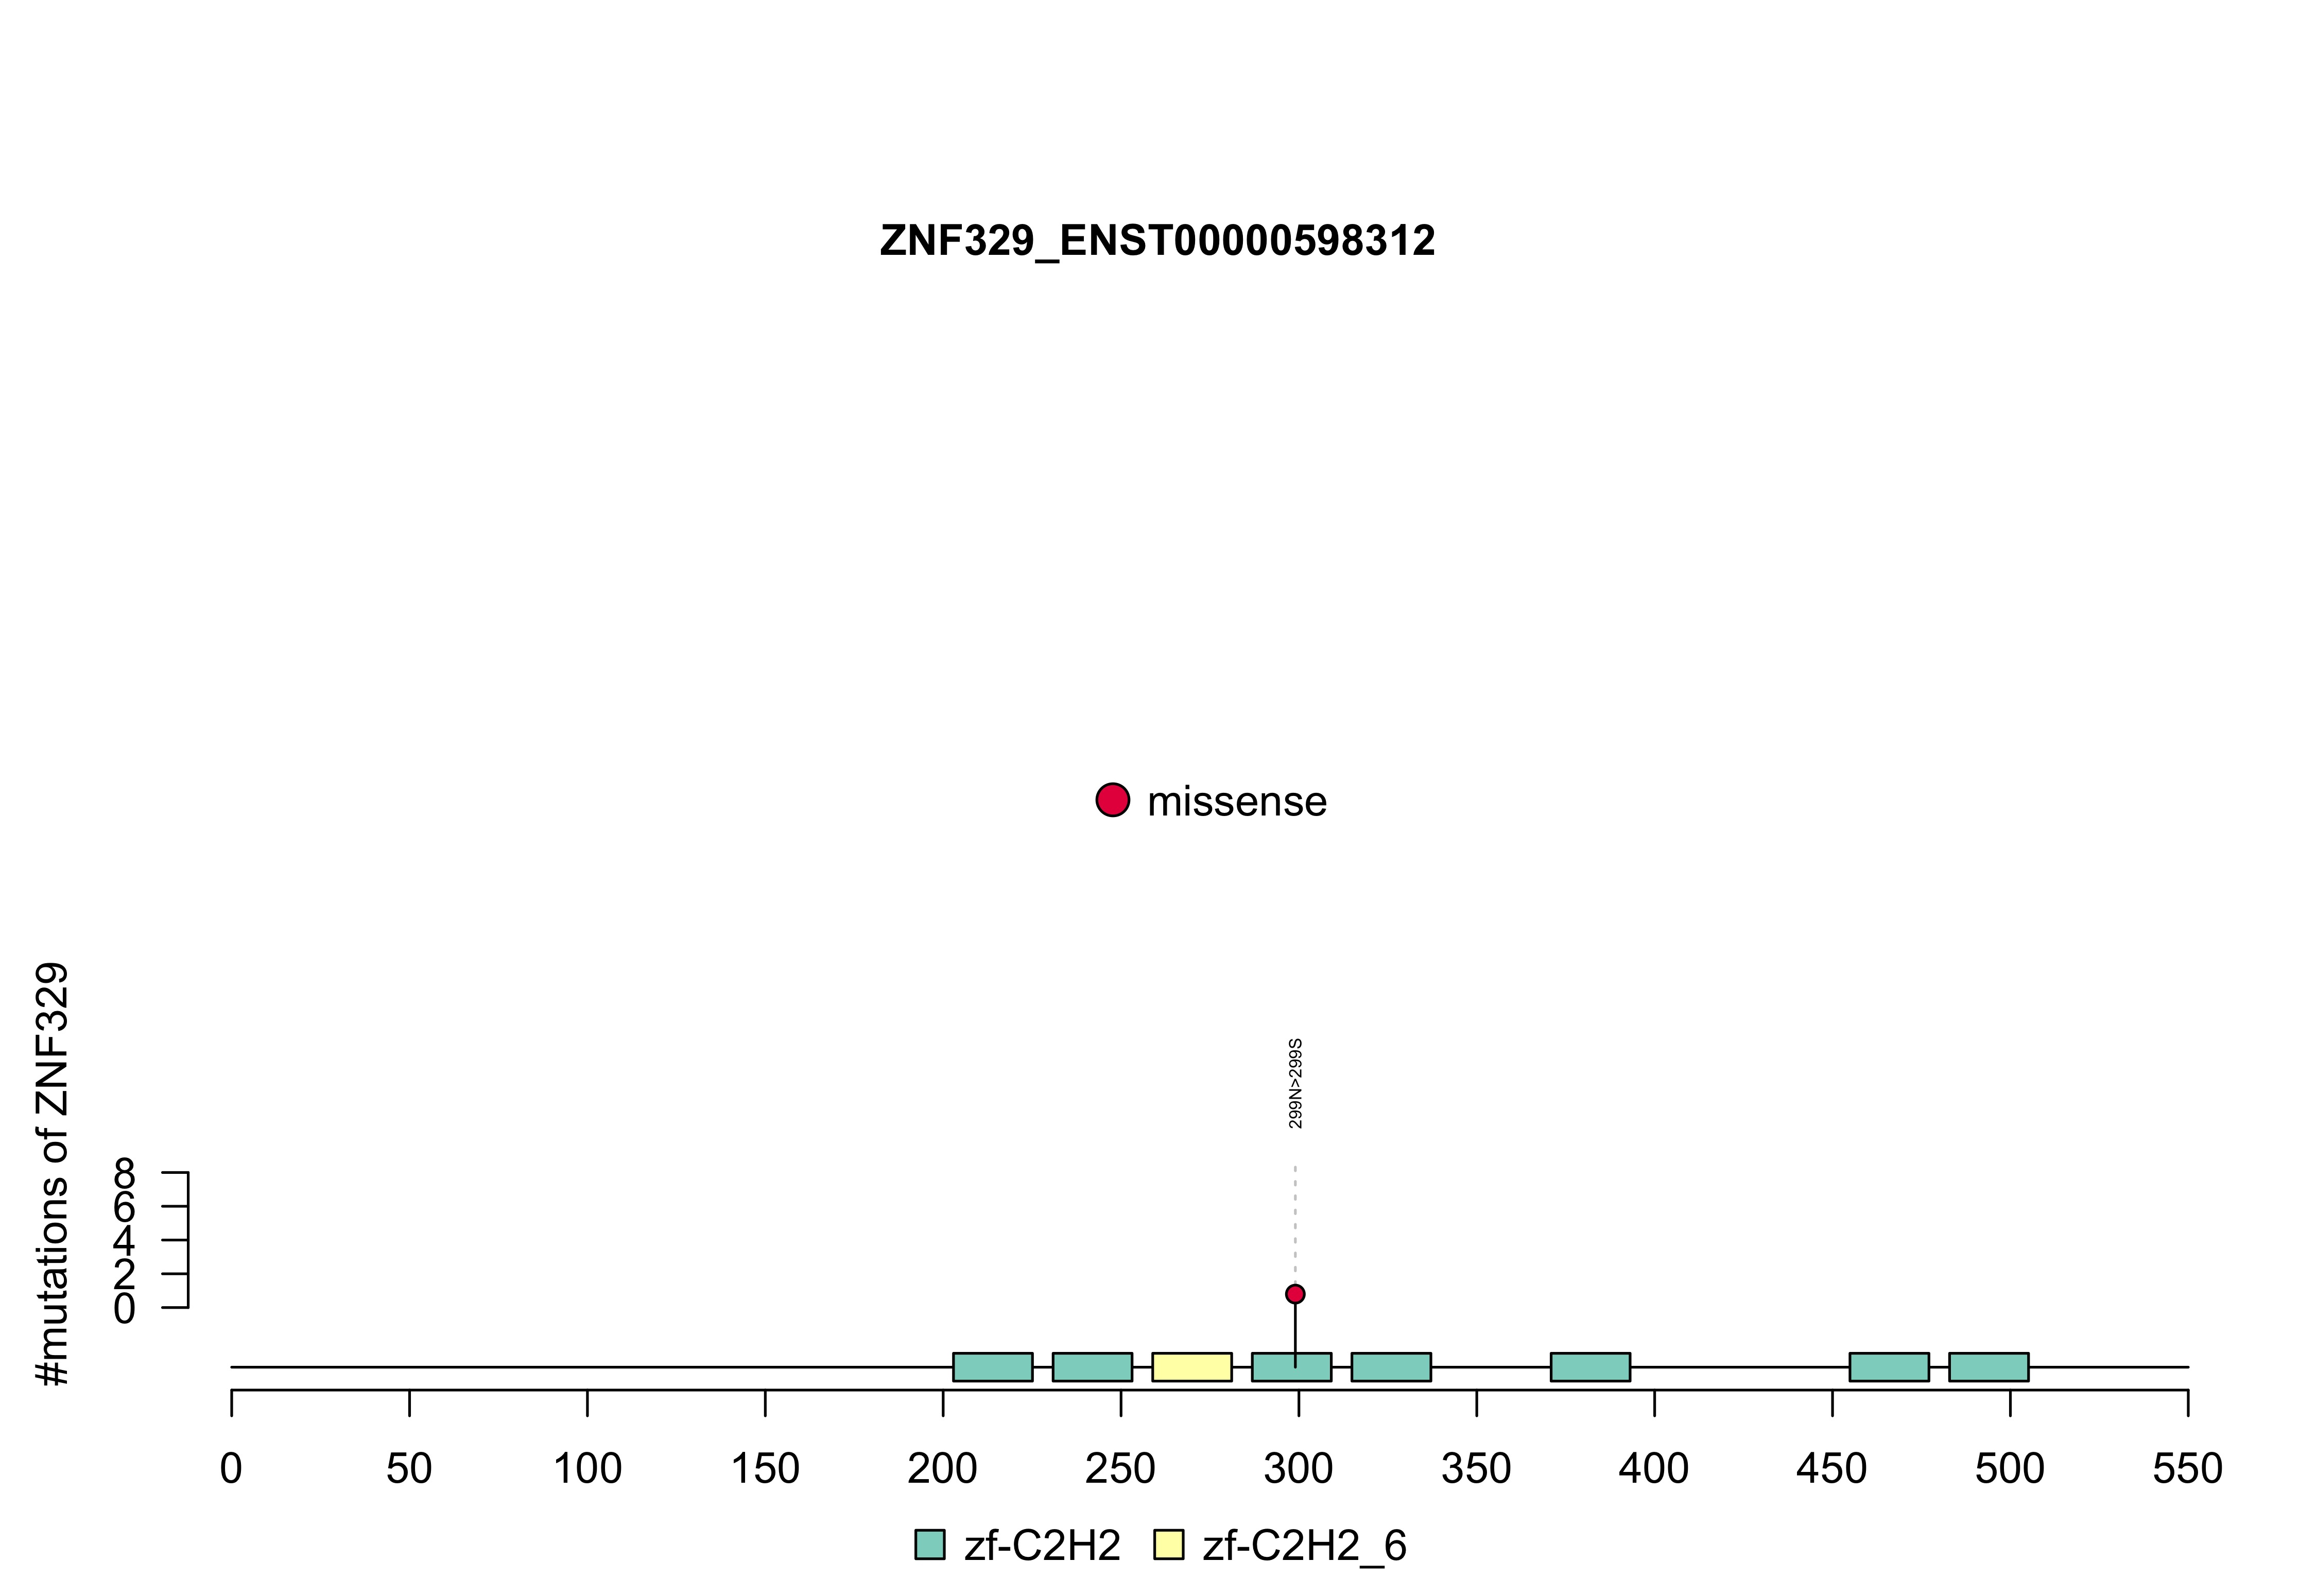 ZNF329_ENST00000598312
missense
#mutations of ZNF329
299N>299S
8
6
4
2
0
0 50 100 150 200 250 300 350 400 450 500 550
zf-C2H2 zf-C2H2_6